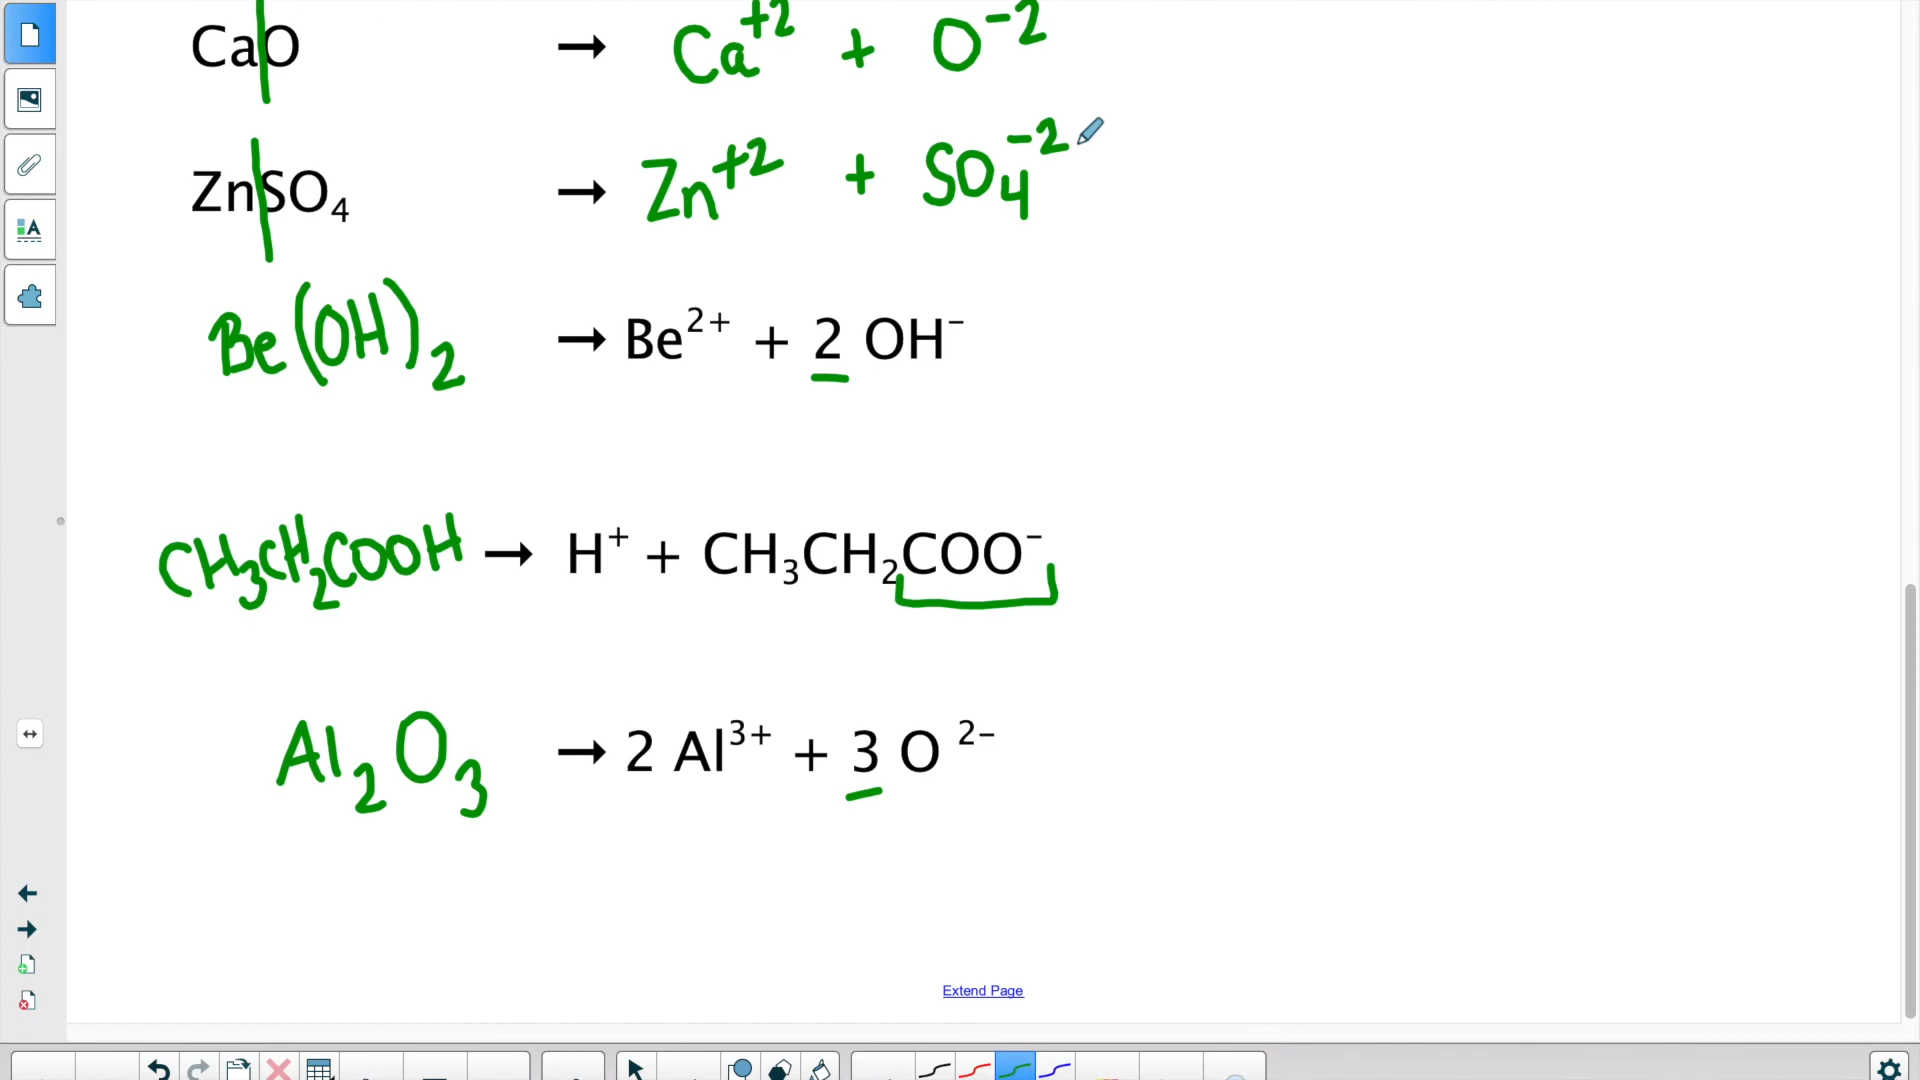 CaO → Ca⁺² + O⁻²
ZnSO₄ → Zn⁺² + SO₄⁻²
Be(OH)₂ → Be²⁺ + 2 OH⁻
CH₃CH₂COOH → H⁺ + CH₃CH₂COO⁻
Al₂O₃ → 2 Al³⁺ + 3 O ²⁻
Extend Page